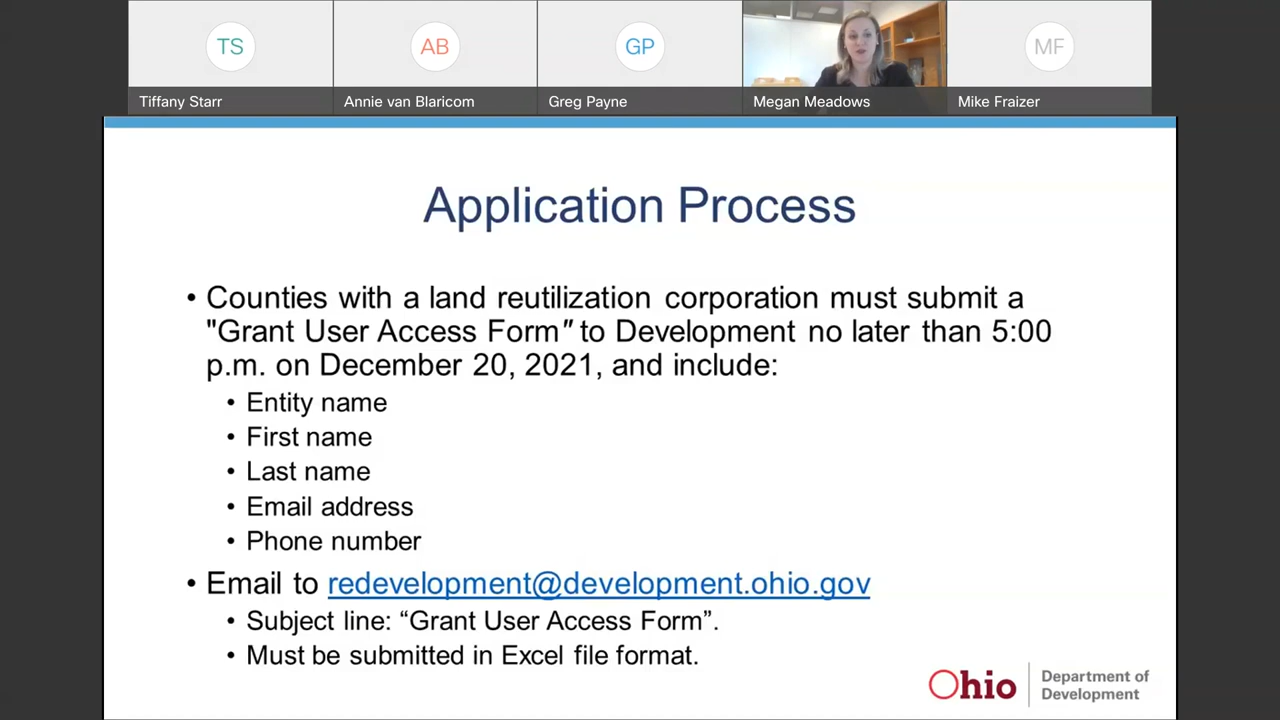 TS
AB
GP
MF
Tiffany Starr
Annie van Blaricom
Greg Payne
Megan Meadows
Mike Fraizer
Application Process
• Counties with a land reutilization corporation must submit a
"Grant User Access Form" to Development no later than 5:00
p.m. on December 20, 2021, and include:
• Entity name
• First name
• Last name
• Email address
• Phone number
• Email to redevelopment@development.ohio.gov
• Subject line: “Grant User Access Form”.
• Must be submitted in Excel file format.
Ohio
Department of
Development